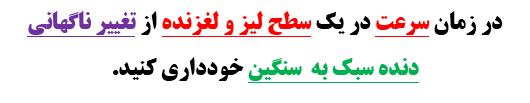 در زمان سرعت در یک سطح لیز و لغزنده از تغییر ناگهانی
دنده سبک به سنگین خودداری کنید.